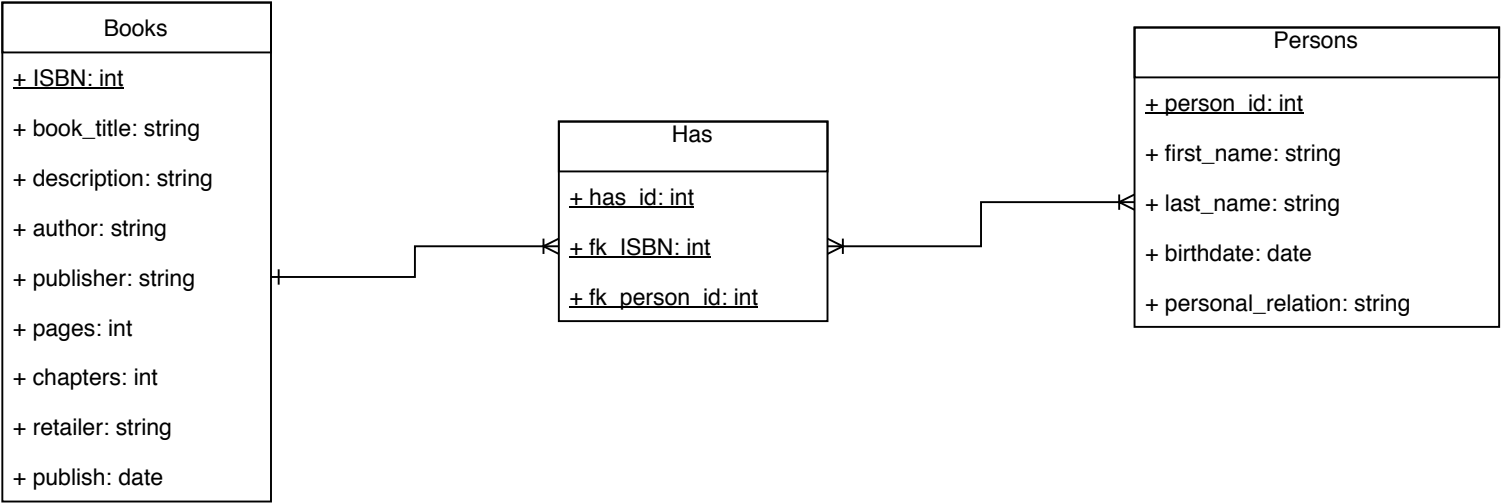 Books
+ ISBN: int
+ book_title: string
+ description: string
+ author: string
+ publisher: string
+ pages: int
+ chapters: int
+ retailer: string
+ publish: date
Has
+ has_id: int
+ fk_ISBN: int
+ fk_person_id: int
Persons
+ person_id: int
+ first_name: string
+ last_name: string
+ birthdate: date
+ personal_relation: string